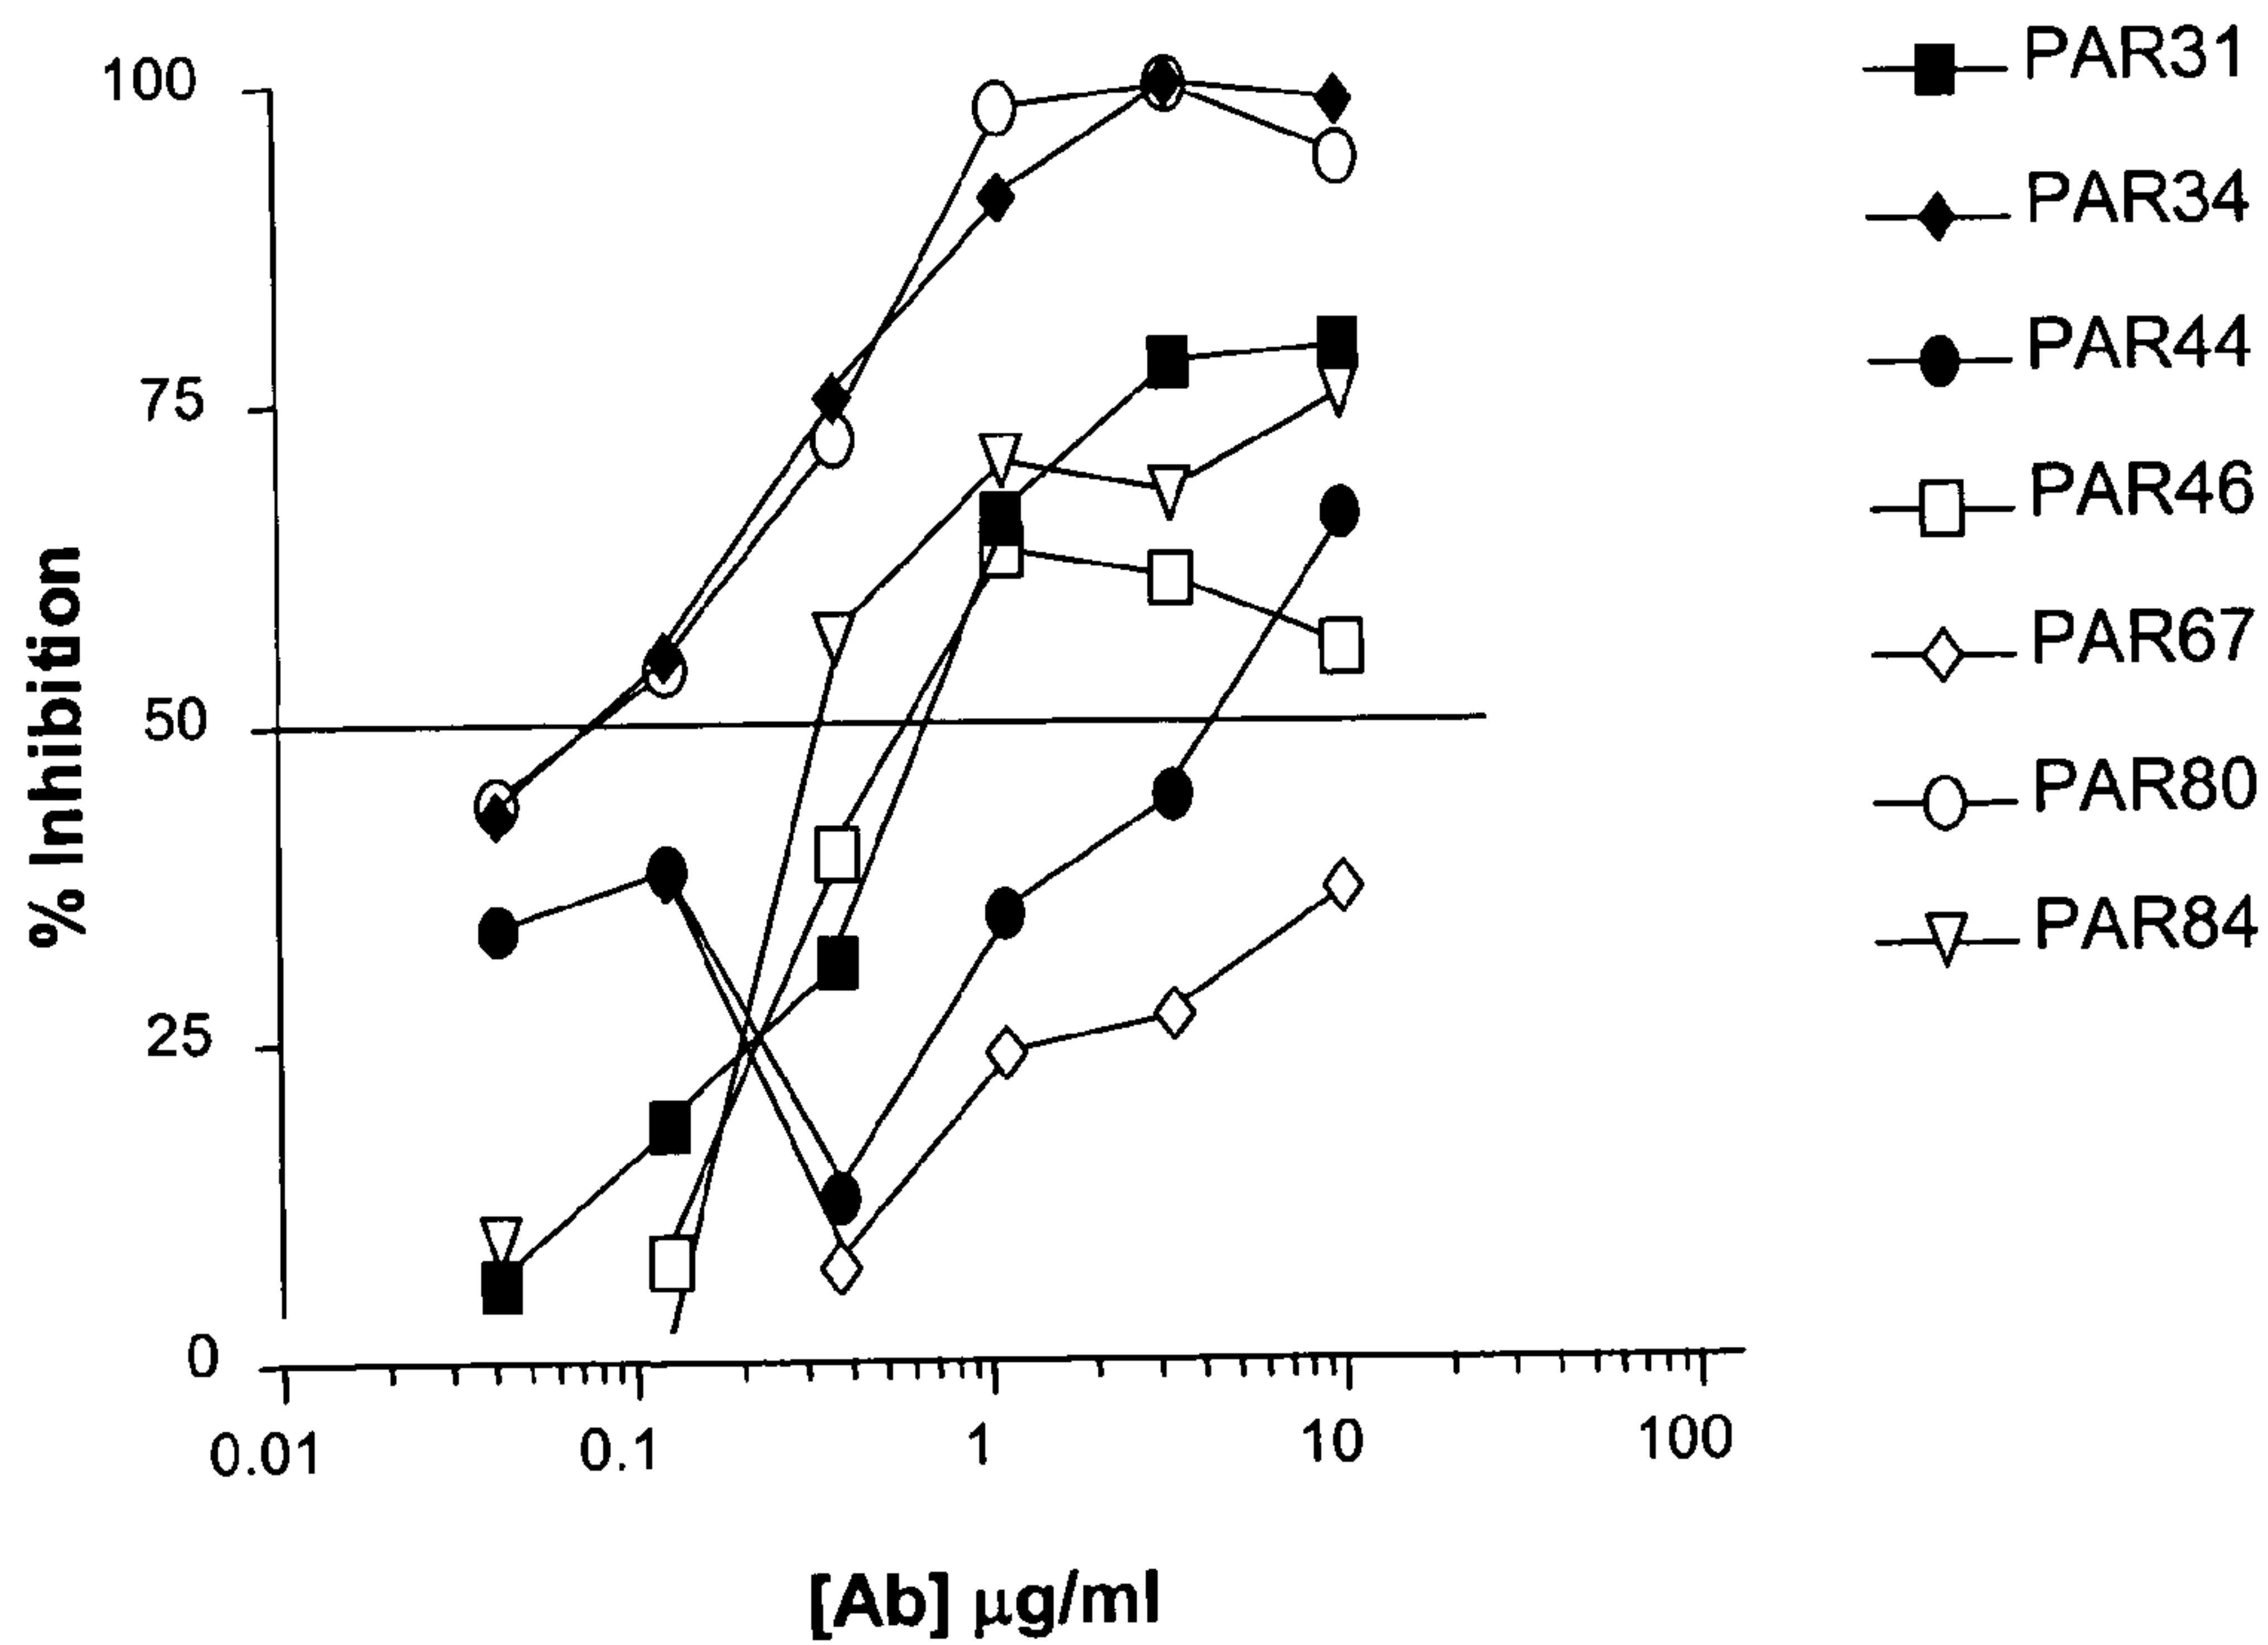 100
75
50
25
0
% Inhibition
0.01
0.1
1
10
100
[Ab] µg/ml
PAR31
PAR34
PAR44
PAR46
PAR67
PAR80
PAR84